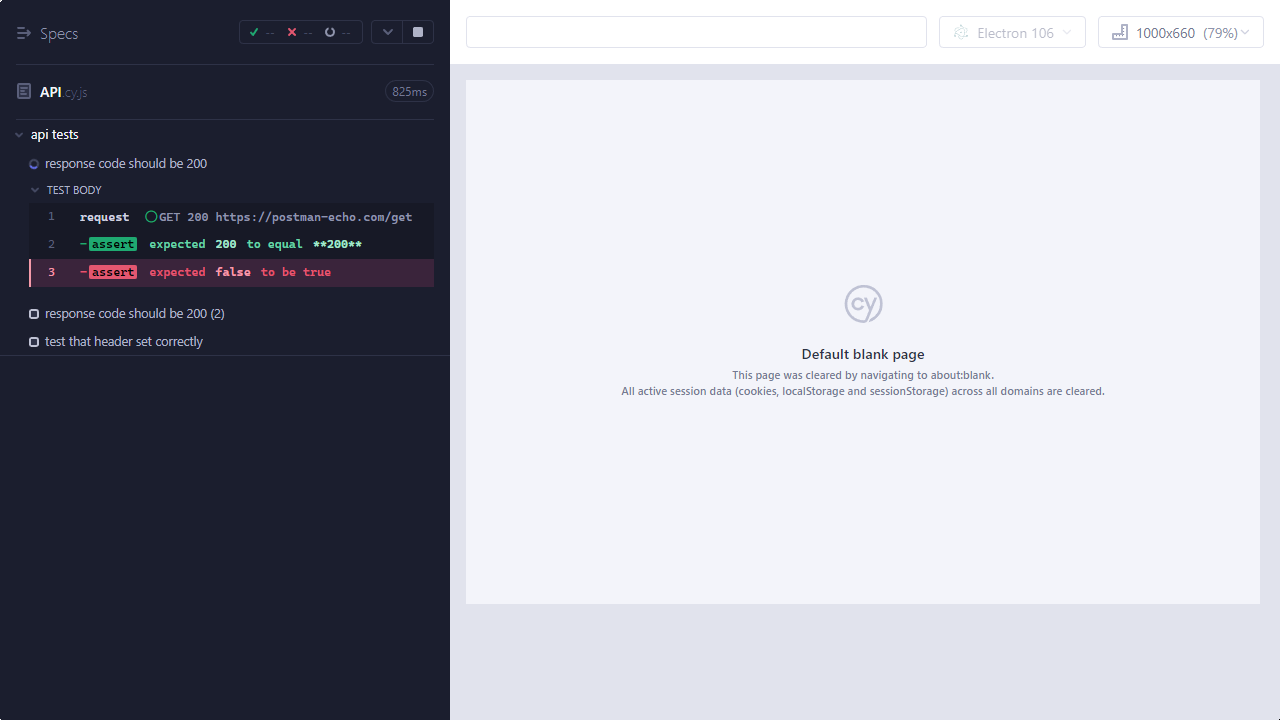 Specs
-- -- --
API.cy.js
825ms
api tests
response code should be 200
TEST BODY
1 request GET 200 https://postman-echo.com/get
2 -assert expected 200 to equal **200**
3 -assert expected false to be true
response code should be 200 (2)
test that header set correctly
Electron 106
1000x660 (79%)
cy
Default blank page
This page was cleared by navigating to about:blank.
All active session data (cookies, localStorage and sessionStorage) across all domains are cleared.